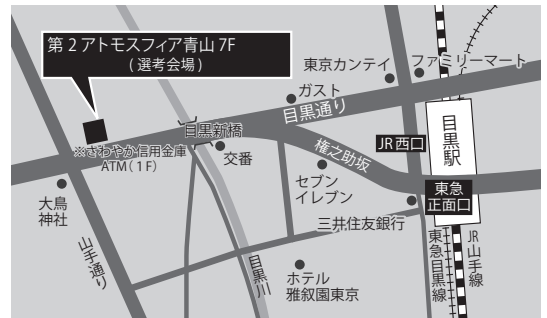 第2アトモスフィア青山7F
(選考会場)
東京カンテイ
ファミリーマート
ガスト
目黒通り
目黒新橋
※さわやか信用金庫
ATM(1F)
交番
権之助坂
JR西口
目黒駅
セブン
イレブン
東急
正面口
大鳥
神社
三井住友銀行
山手通り
目黒川
ホテル
雅叙園東京
東急目黒線
JR山手線